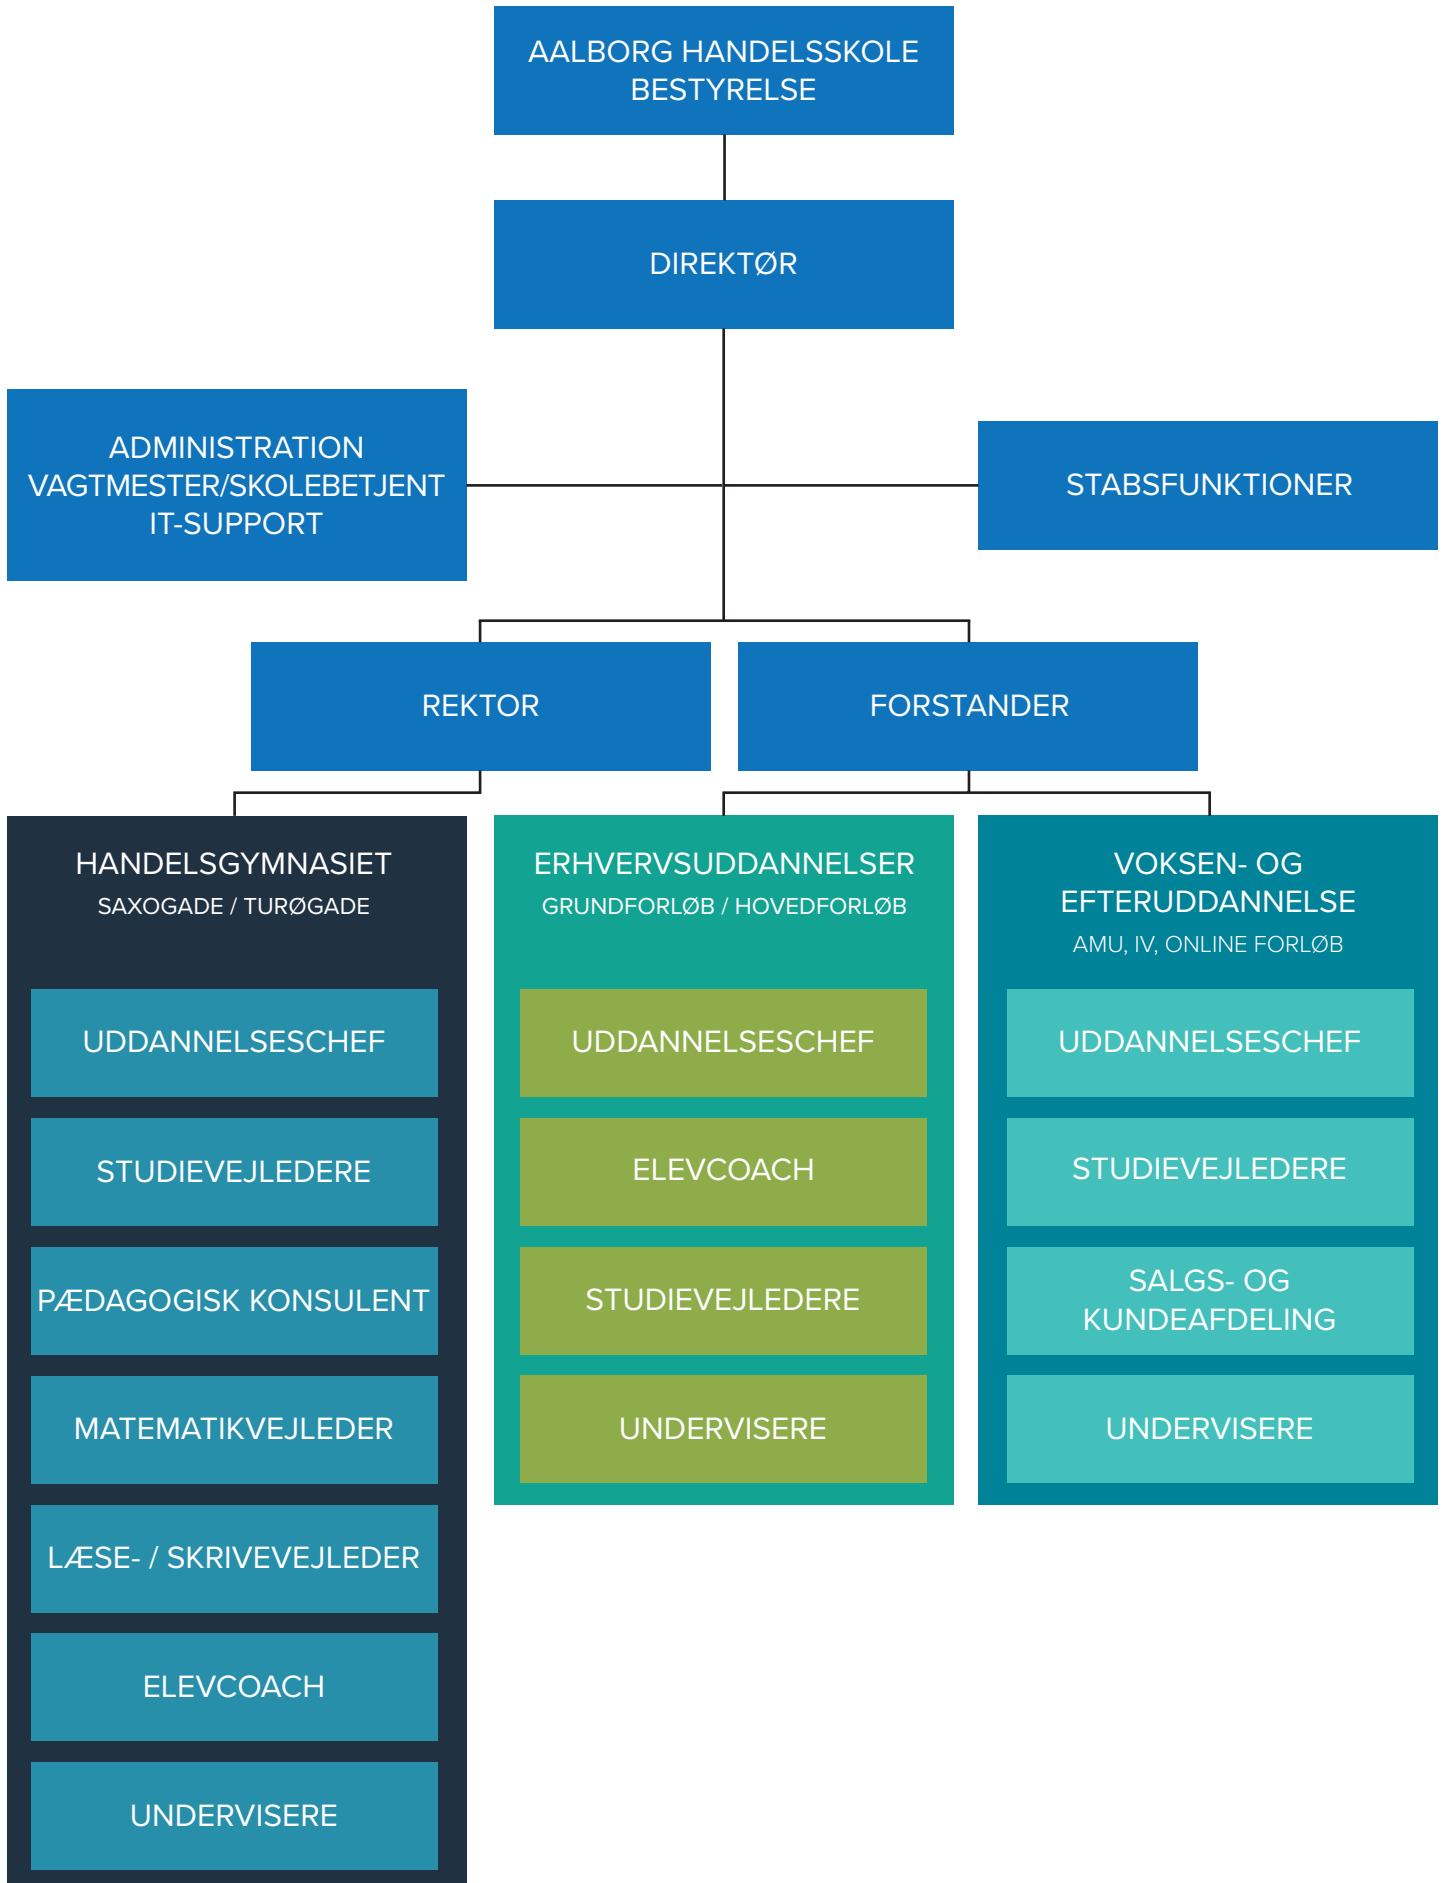 AALBORG HANDELSSKOLE
BESTYRELSE
DIREKTØR
ADMINISTRATION
VAGTMESTER/SKOLEBETJENT
IT-SUPPORT
STABSFUNKTIONER
REKTOR
FORSTANDER
HANDELSGYMNASIET
SAXOGADE / TURØGADE
UDDANNELSESCHEF
STUDIEVEJLEDERE
PÆDAGOGISK KONSULENT
MATEMATIKVEJLEDER
LÆSE- / SKRIVEVEJLEDER
ELEVCOACH
UNDERVISERE
ERHVERVSUDDANNELSER
GRUNDFORLØB / HOVEDFORLØB
UDDANNELSESCHEF
ELEVCOACH
STUDIEVEJLEDERE
UNDERVISERE
VOKSEN- OG
EFTERUDDANNELSE
AMU, IV, ONLINE FORLØB
UDDANNELSESCHEF
STUDIEVEJLEDERE
SALGS- OG
KUNDEAFDELING
UNDERVISERE